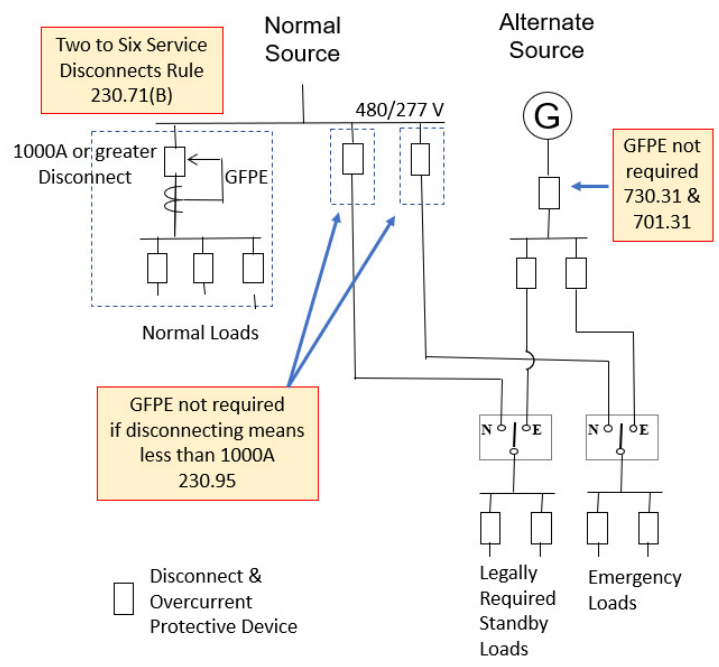 Normal
Source
Alternate
Source
Two to Six Service
Disconnects Rule
230.71(B)
480/277 V
G
1000A or greater
Disconnect
GFPE
GFPE not
required
730.31 &
701.31
Normal Loads
GFPE not required
if disconnecting means
less than 1000A
230.95
N E
N E
Legally
Required
Standby
Loads
Emergency
Loads
Disconnect &
Overcurrent
Protective Device